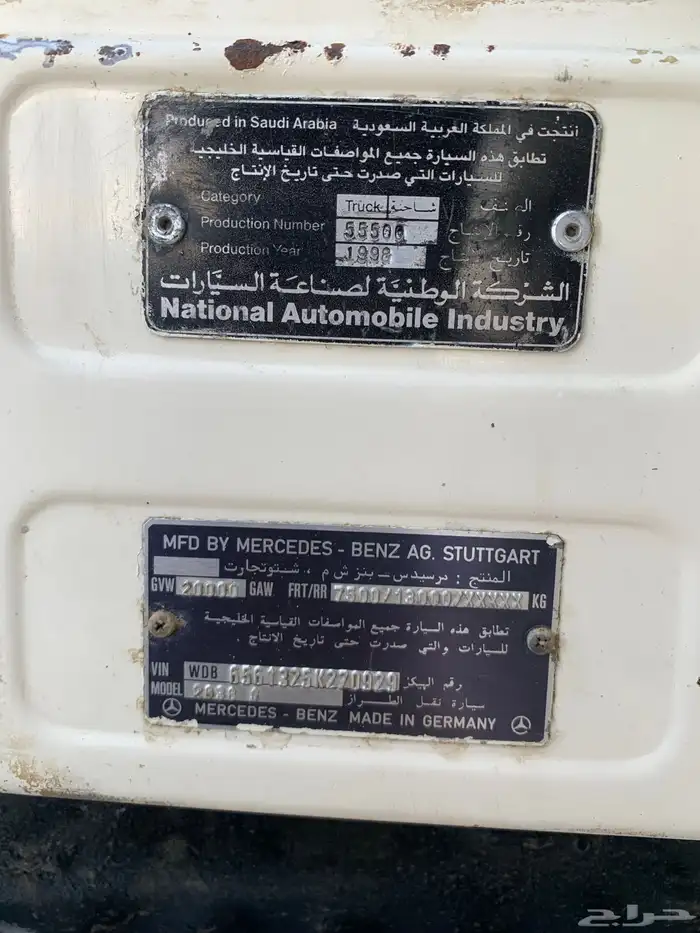 Produced in Saudi Arabia أنتجت في المملكة العربية السعودية
تطابق هذه السيارة جميع المواصفات القياسية الخليجية
للسيارات التي صدرت حتى تاريخ الإنتاج
Category Truck شاحنة الصنف
Production Number 55500 رقم الإنتاج
Production Year تاريخ
الشركة الوطنية لصناعة السيارات
National Automobile Industry
MFD BY MERCEDES - BENZ AG. STUTTGART
المنتج : مرسيدس - بنز ش م ، شتوتجارت
GVW 20000 GAW FRT/RR 7500/13000/XXXXX KG
تطابق هذه السيارة جميع المواصفات القياسية الخليجية
للسيارات والتي صدرت حتى تاريخ الانتاج
VIN WDB رقم الهيكل
MODEL سيارة نقل الطراز
MERCEDES - BENZ MADE IN GERMANY
حراج